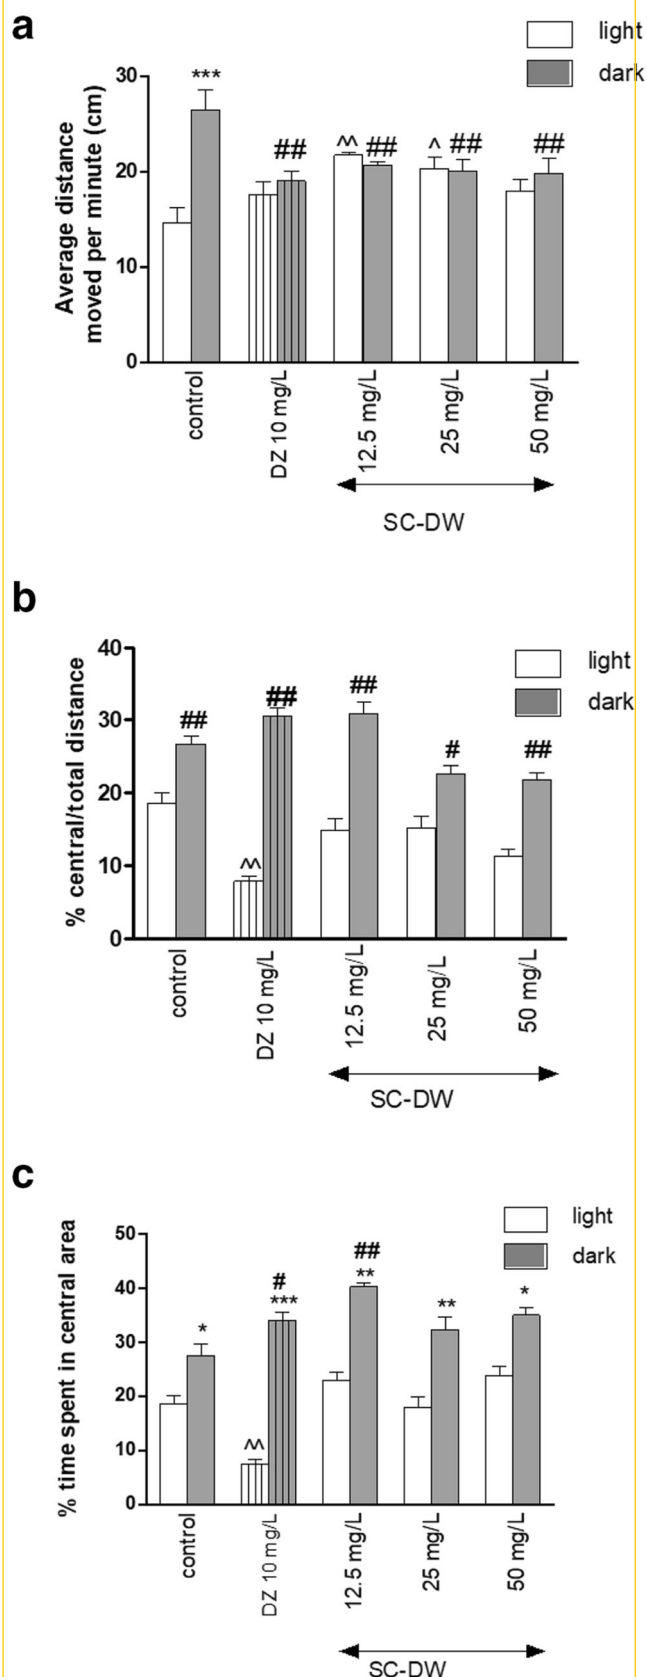 a
light
dark
***
##
^^
##
^
##
##
Average distance
moved per minute (cm)
30
20
10
0
control
DZ 10 mg/L
12.5 mg/L
25 mg/L
50 mg/L
SC-DW
b
light
dark
##
##
##
#
##
^^
% central/total distance
40
30
20
10
0
control
DZ 10 mg/L
12.5 mg/L
25 mg/L
50 mg/L
SC-DW
c
light
dark
*
#
***
^^
##
**
**
*
% time spent in central area
50
40
30
20
10
0
control
DZ 10 mg/L
12.5 mg/L
25 mg/L
50 mg/L
SC-DW